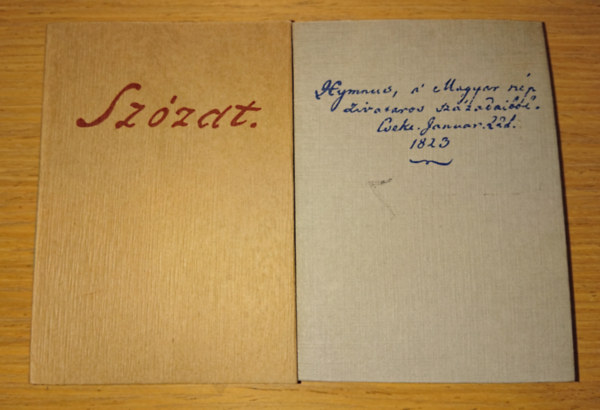 Szózat.
Hymnus, a' Magyar nép
zivataros századaiból.
Cseke. Januar. 22d.
1823